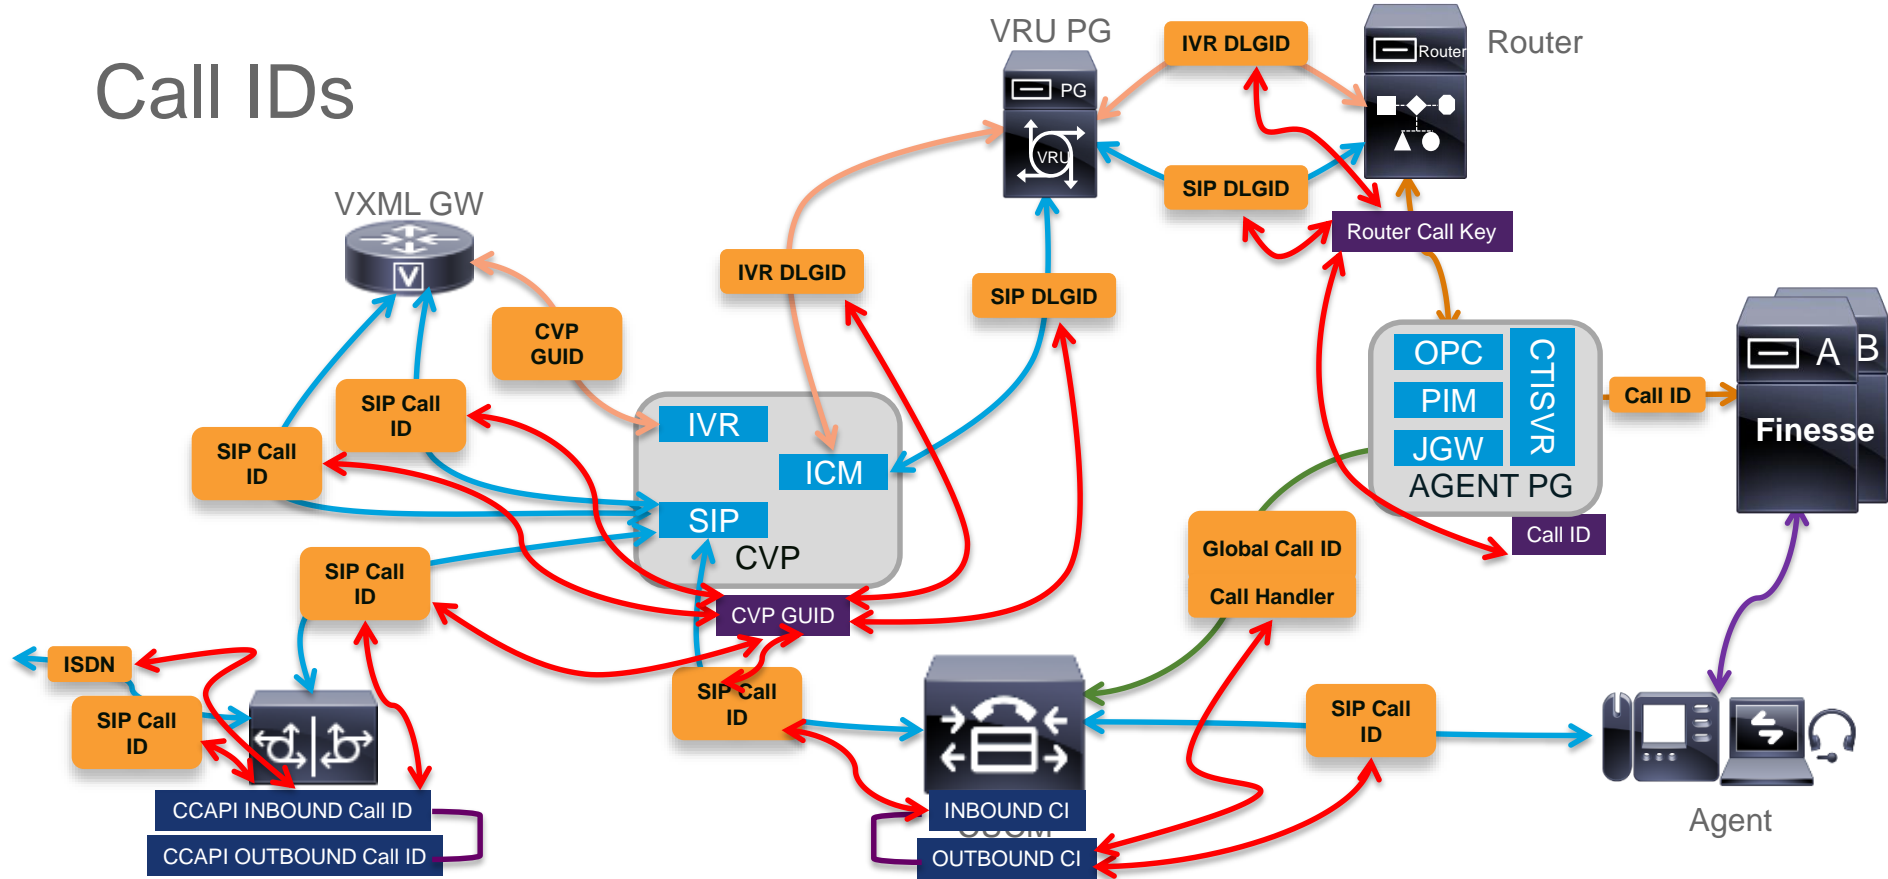 Call IDs
VRU PG
Router
IVR DLGID
Router
PG
VRU
SIP DLGID
VXML GW
V
Router Call Key
IVR DLGID
SIP DLGID
CVP
GUID
SIP Call
ID
SIP Call
ID
IVR
ICM
SIP
CVP
OPC
PIM
JGW
CTISVR
AGENT PG
Call ID
Call ID
A
B
Finesse
Global Call ID
Call Handler
SIP Call
ID
CVP GUID
ISDN
SIP Call
ID
SIP Call
ID
SIP Call
ID
CCAPI INBOUND Call ID
CCAPI OUTBOUND Call ID
INBOUND CI
CUCM
OUTBOUND CI
Agent